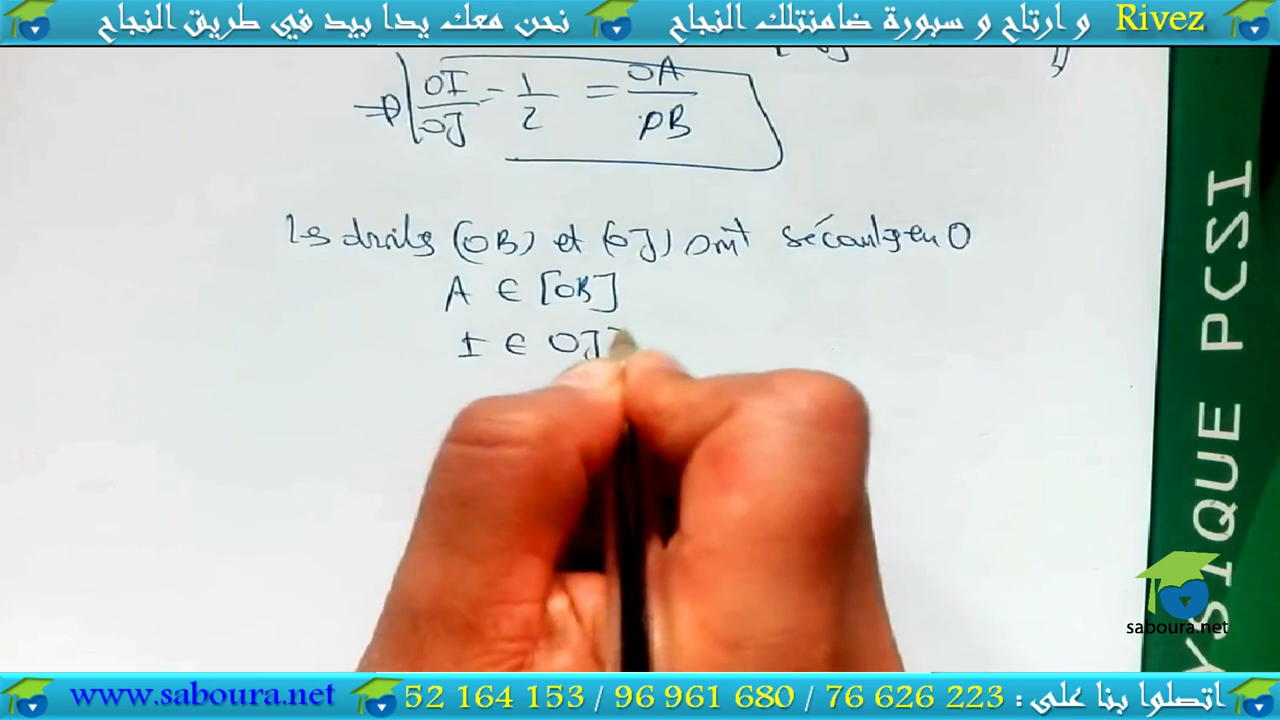 Rivez و ارتاح و سبورة ضامنتلك النجاح نحن معك يدا بيد في طريق النجاح
⇒ OI/OJ = 1/2 = OA/OB
les droites (OB) et (OJ) sont sécantes en O
A ∈ [OB]
I ∈ OJ]
PHYSIQUE PCSI
saboura.net
www.saboura.net 52 164 153 / 96 961 680 / 76 626 223 : اتصلوا بنا على